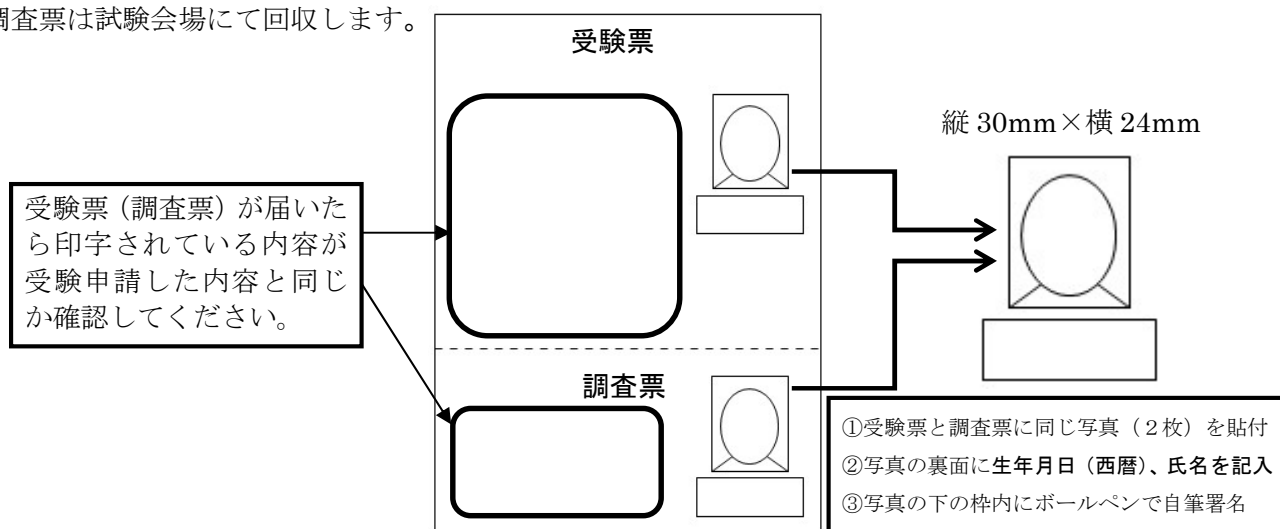 調査票は試験会場にて回収します。
受験票
縦 30mm×横 24mm
受験票（調査票）が届いた
ら印字されている内容が
受験申請した内容と同じ
か確認してください。
調査票
①受験票と調査票に同じ写真（２枚）を貼付
②写真の裏面に生年月日（西暦）、氏名を記入
③写真の下の枠内にボールペンで自筆署名